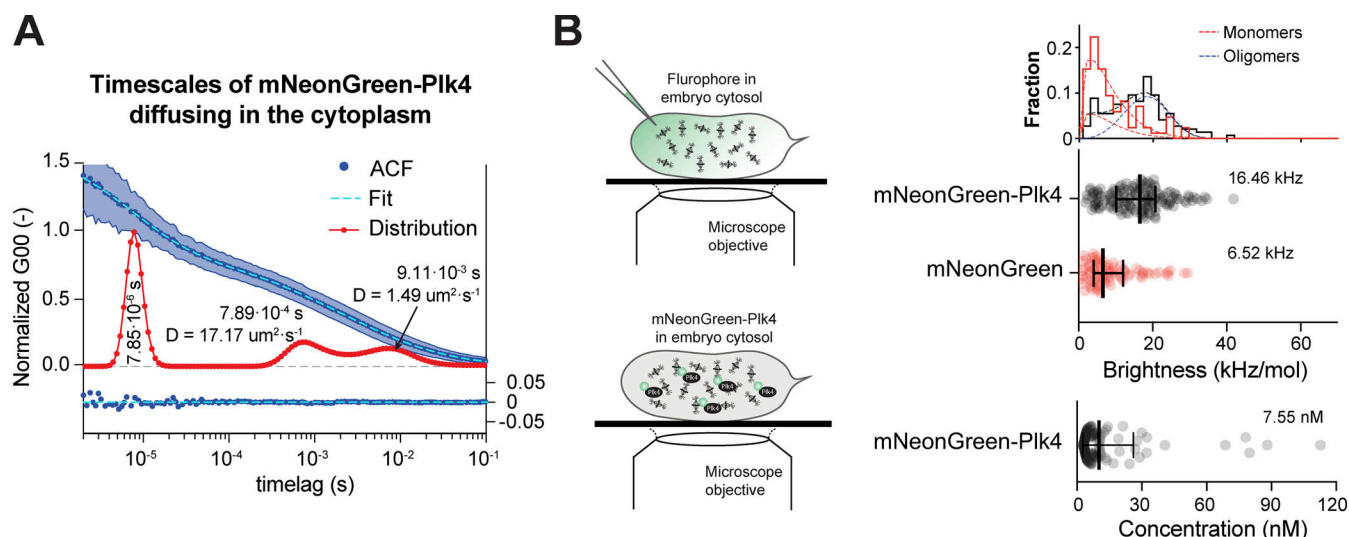 A
Timescales of mNeonGreen-Plk4
diffusing in the cytoplasm
ACF
Fit
Distribution
Normalized G00 (-)
1.5
1.0
0.5
0.0
7.85·10⁻⁶ s
7.89·10⁻⁴ s
D = 17.17 um²·s⁻¹
9.11·10⁻³ s
D = 1.49 um²·s⁻¹
0.05
0
-0.05
10⁻⁵
10⁻⁴
10⁻³
10⁻²
10⁻¹
timelag (s)
B
Flurophore in
embryo cytosol
Microscope
objective
mNeonGreen-Plk4
in embryo cytosol
Plk4
Plk4
Plk4
Plk4
Plk4
Microscope
objective
Fraction
0.2
0.1
0
Monomers
Oligomers
mNeonGreen-Plk4
16.46 kHz
mNeonGreen
6.52 kHz
0 20 40 60
Brightness (kHz/mol)
mNeonGreen-Plk4
7.55 nM
0 30 60 90 120
Concentration (nM)